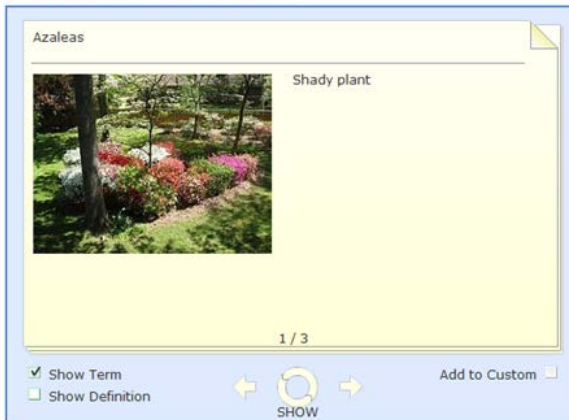 Azaleas
Shady plant
1 / 3
Show Term
Show Definition
SHOW
Add to Custom